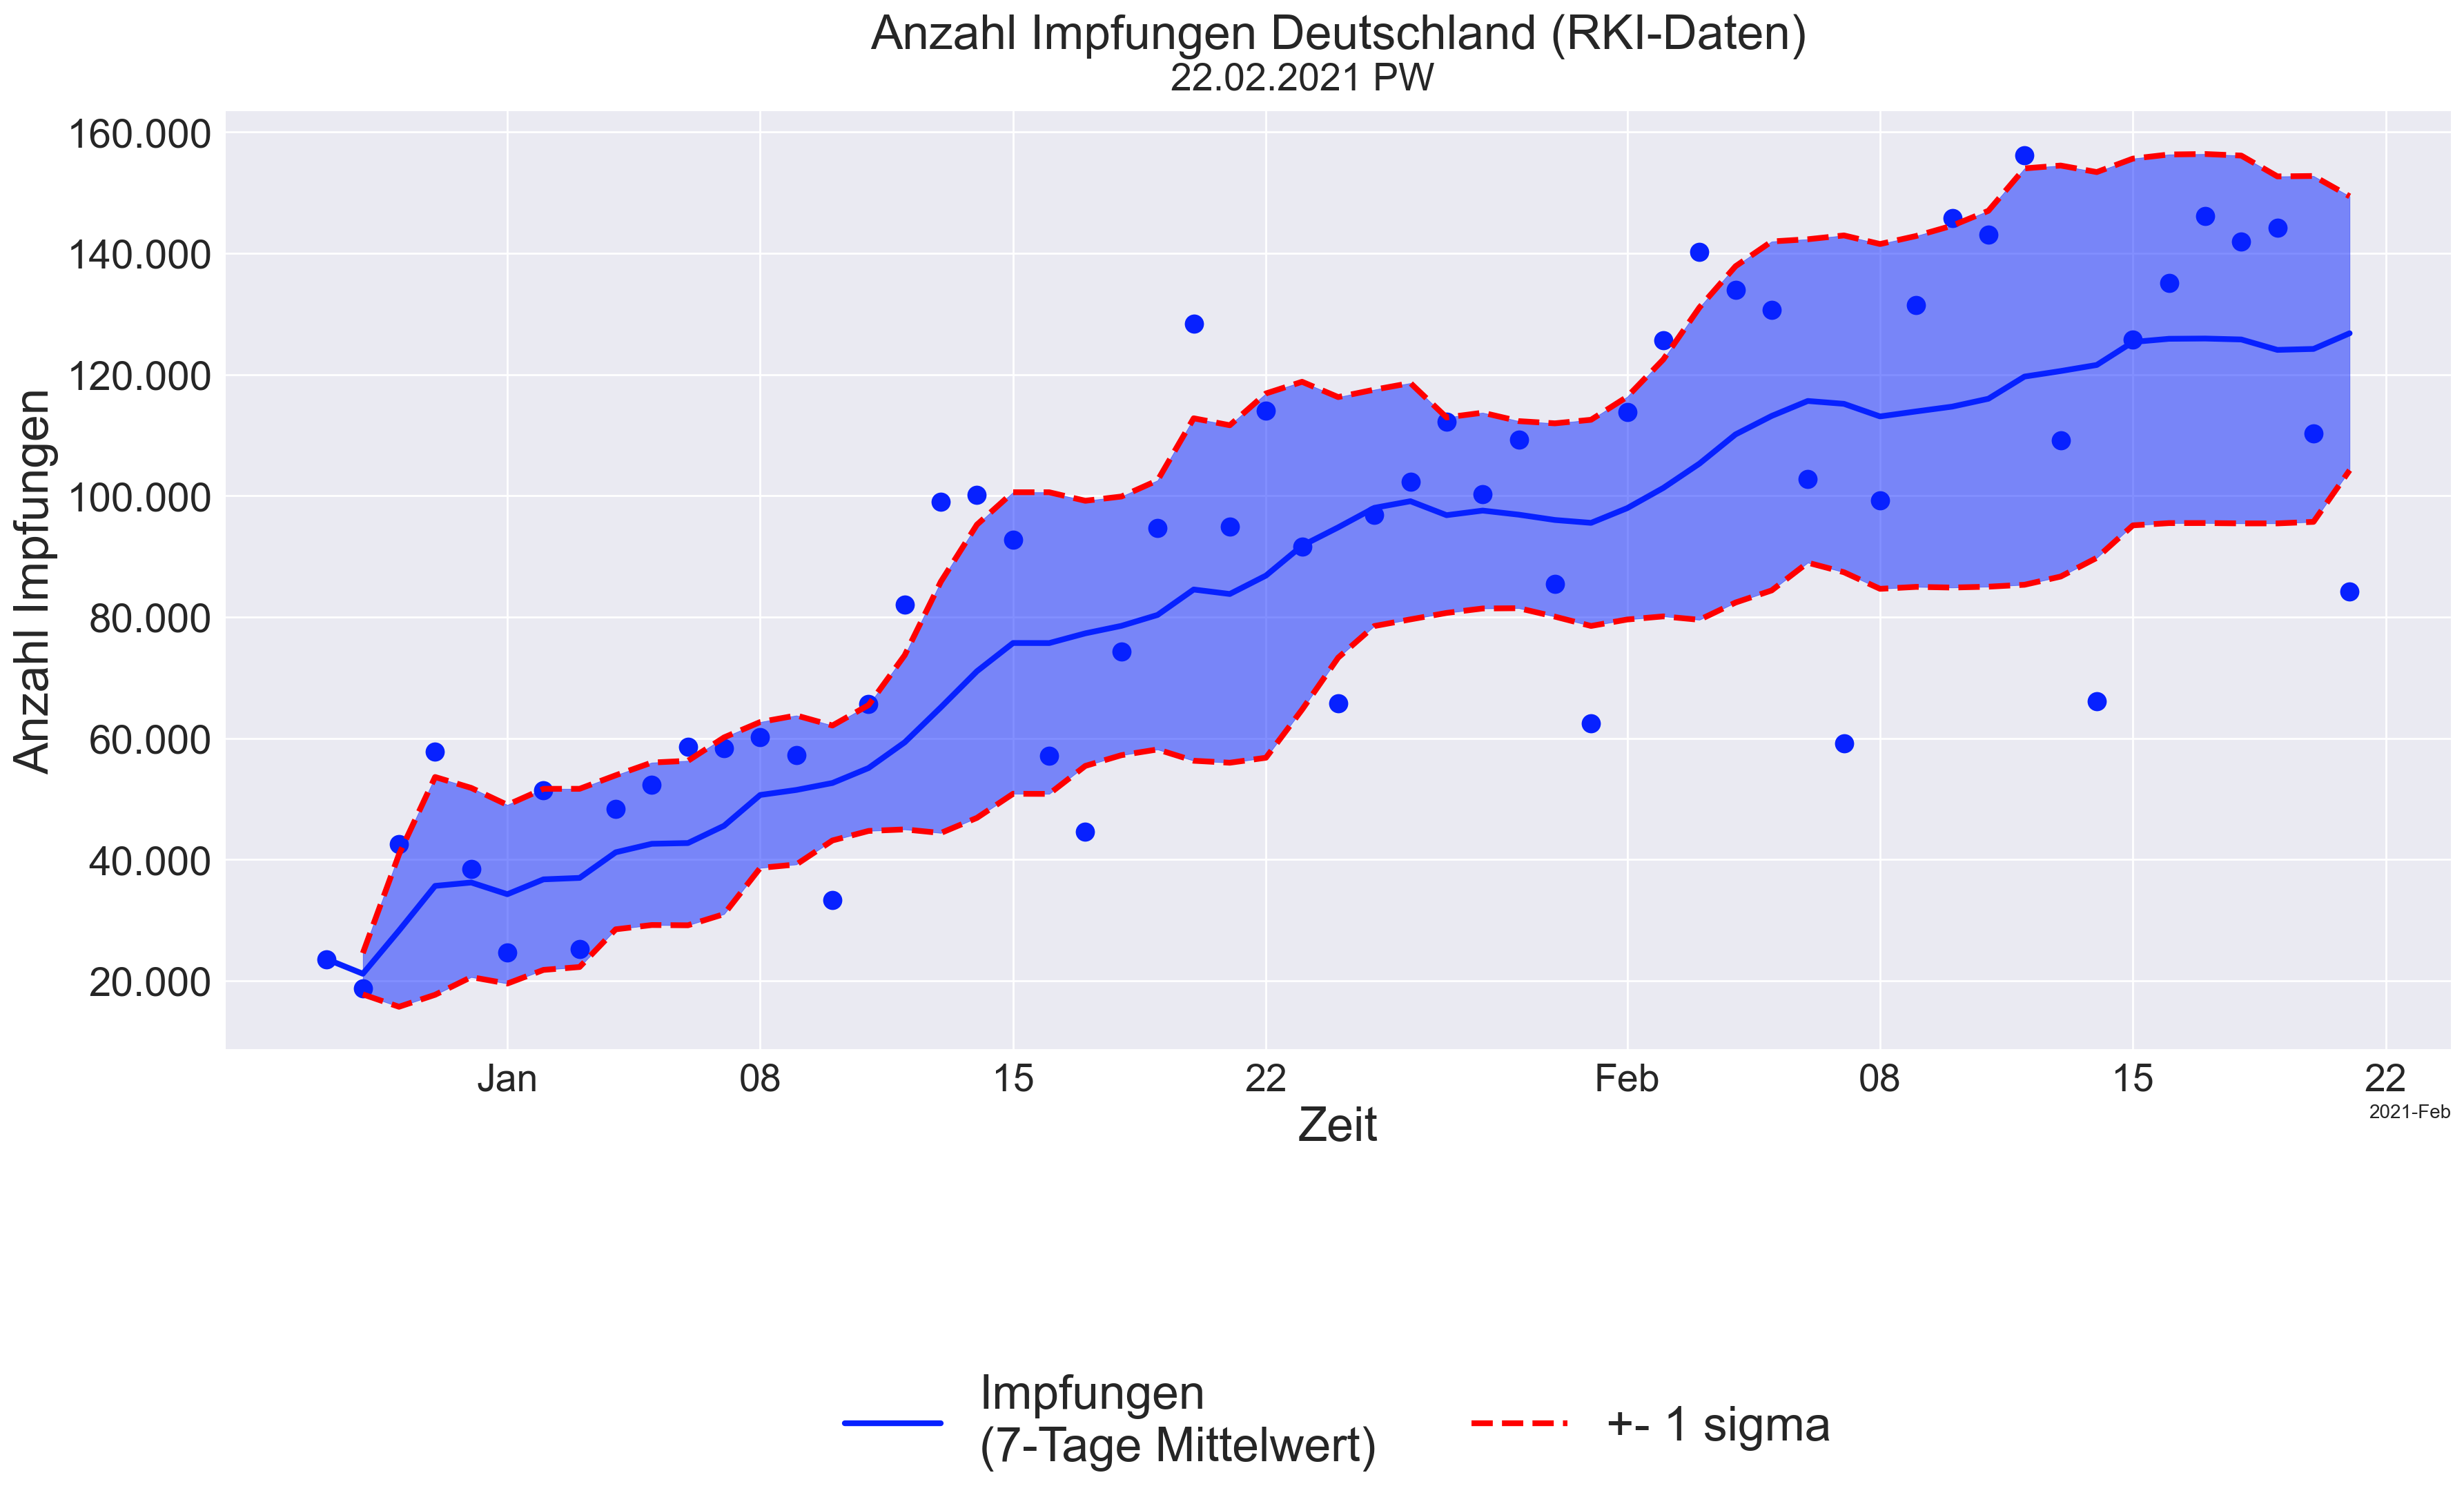 Anzahl Impfungen Deutschland (RKI-Daten)
22.02.2021 PW
Anzahl Impfungen
160.000
140.000
120.000
100.000
80.000
60.000
40.000
20.000
Jan 08 15 22 Feb 08 15 22
2021-Feb
Zeit
Impfungen
(7-Tage Mittelwert)
+- 1 sigma